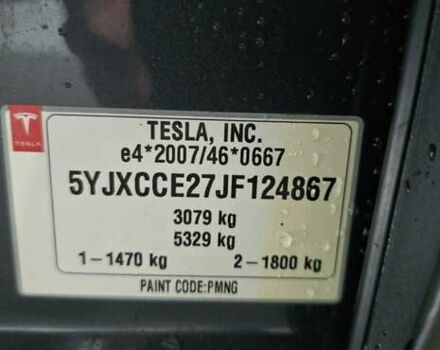 TESLA
TESLA, INC.
e4*2007/46*0667
5YJXCCE27JF124867
3079 kg
5329 kg
1-1470 kg 2-1800 kg
PAINT CODE:PMNG